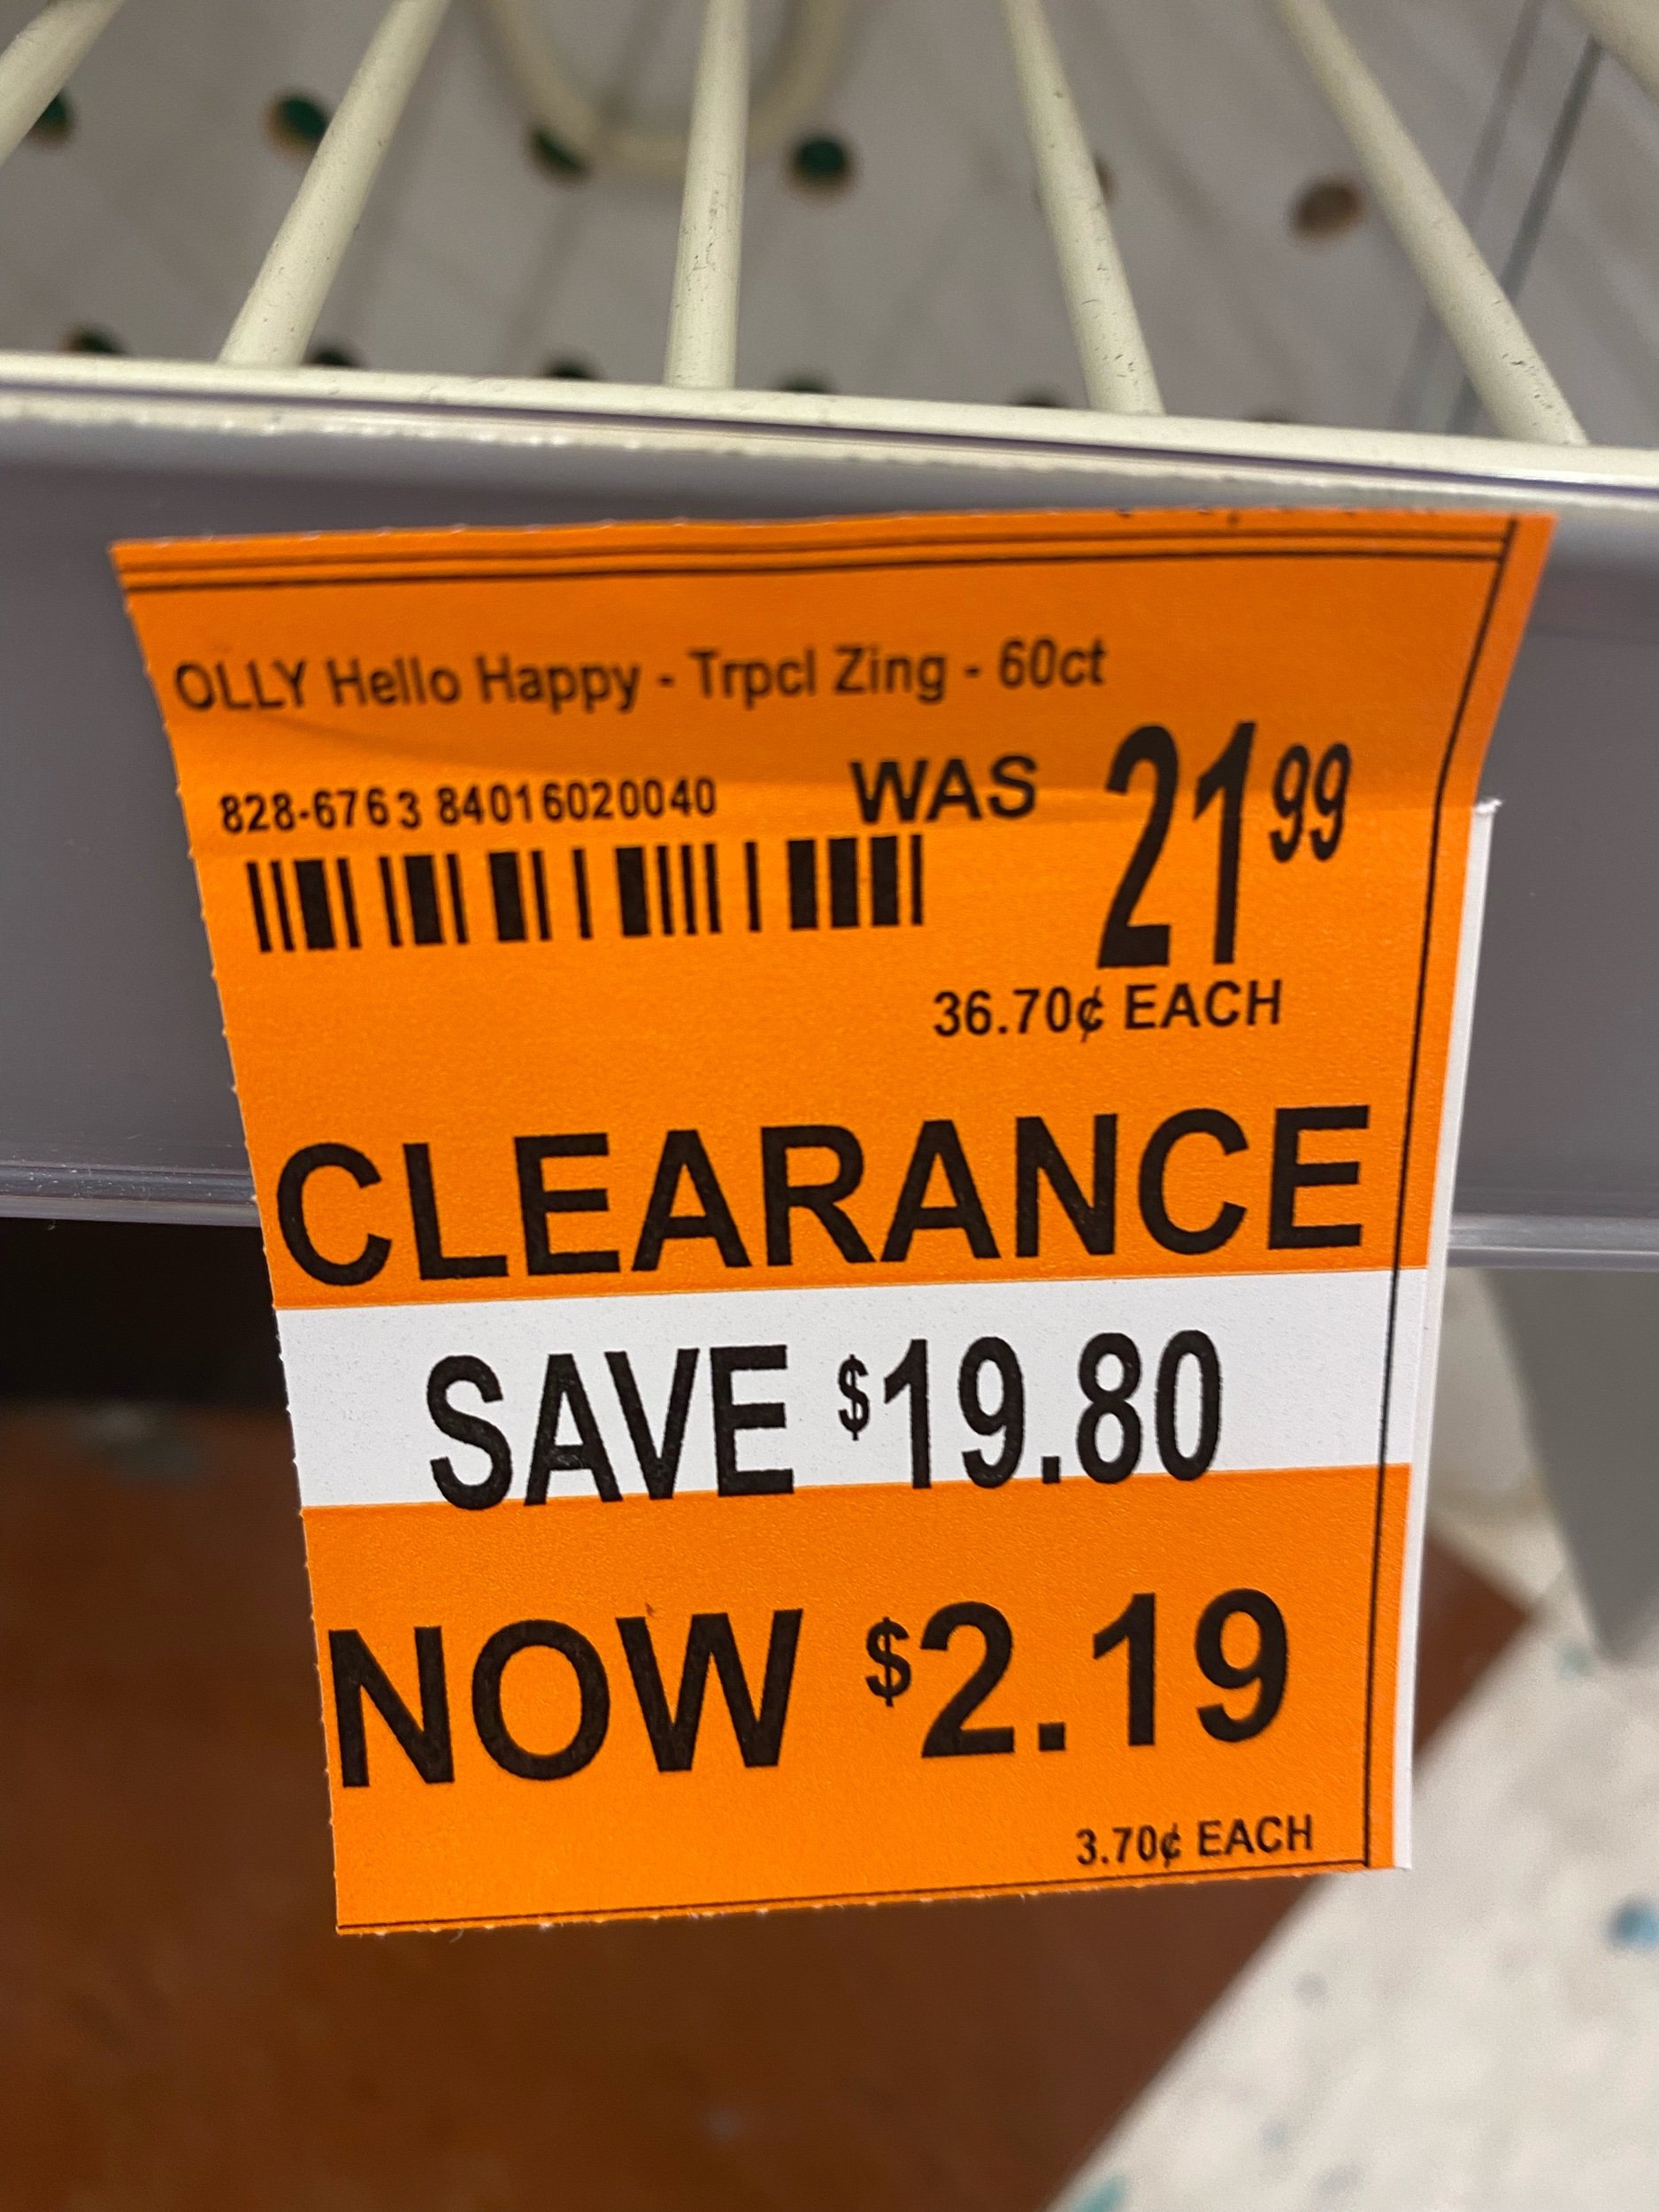 OLLY Hello Happy - Trpcl Zing - 60ct
828-6763 84016020040
WAS 21 99
36.70¢ EACH
CLEARANCE
SAVE $19.80
NOW $2.19
3.70¢ EACH